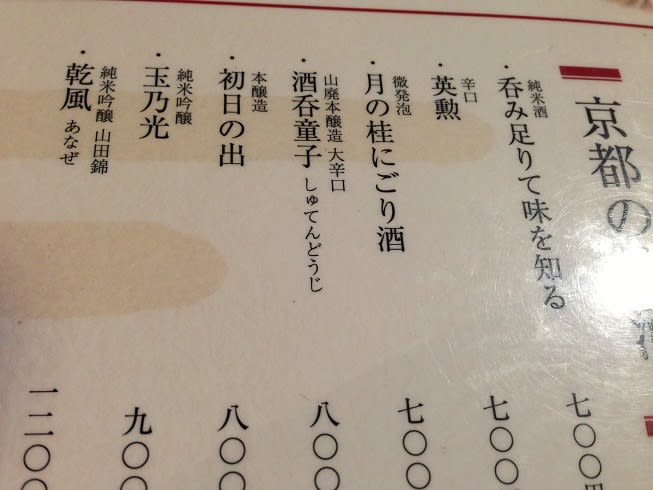 京都の
純米酒
・呑み足りて味を知る
七〇〇円
辛口
・英勲
七〇〇
微発泡
・月の桂にごり酒
七〇〇
山廃本醸造 大辛口
・酒呑童子 しゅてんどうじ
八〇〇
本醸造
・初日の出
八〇〇
純米吟醸
・玉乃光
九〇〇
純米吟醸 山田錦
・乾風 あなぜ
一二〇〇